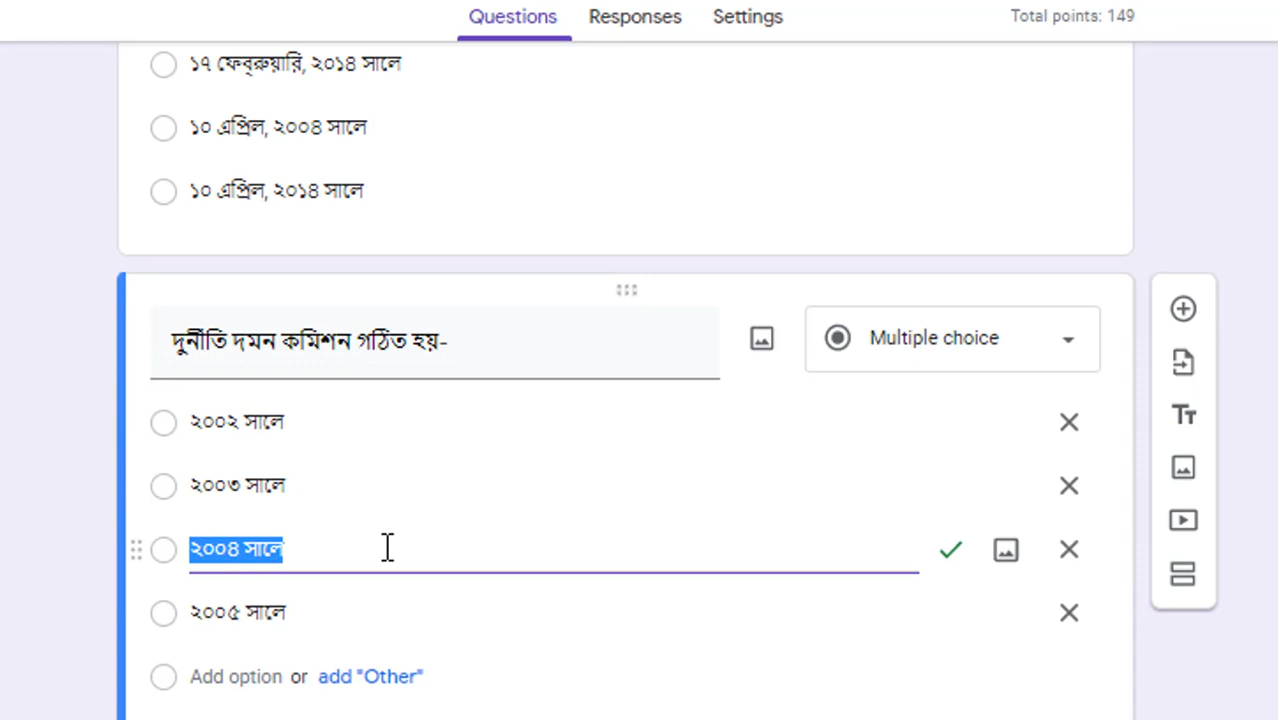 Questions Responses Settings Total points: 149
১৭ ফেব্রুয়ারি, ২০১৪ সালে
১০ এপ্রিল, ২০০৪ সালে
১০ এপ্রিল, ২০১৪ সালে
দুর্নীতি দমন কমিশন গঠিত হয়-
Multiple choice
২০০২ সালে
২০০৩ সালে
২০০৪ সালে
২০০৫ সালে
Add option or add "Other"